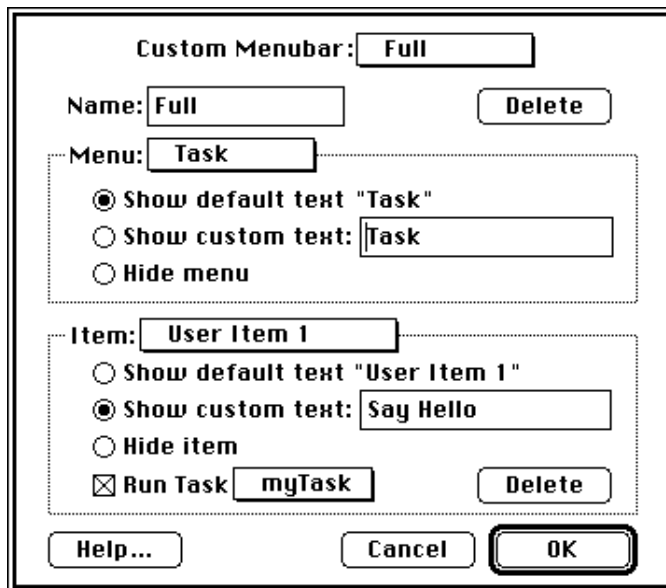 Custom Menubar: Full
Name: Full Delete
Menu: Task
Show default text "Task"
Show custom text: Task
Hide menu
Item: User Item 1
Show default text "User Item 1"
Show custom text: Say Hello
Hide item
Run Task myTask Delete
Help... Cancel OK